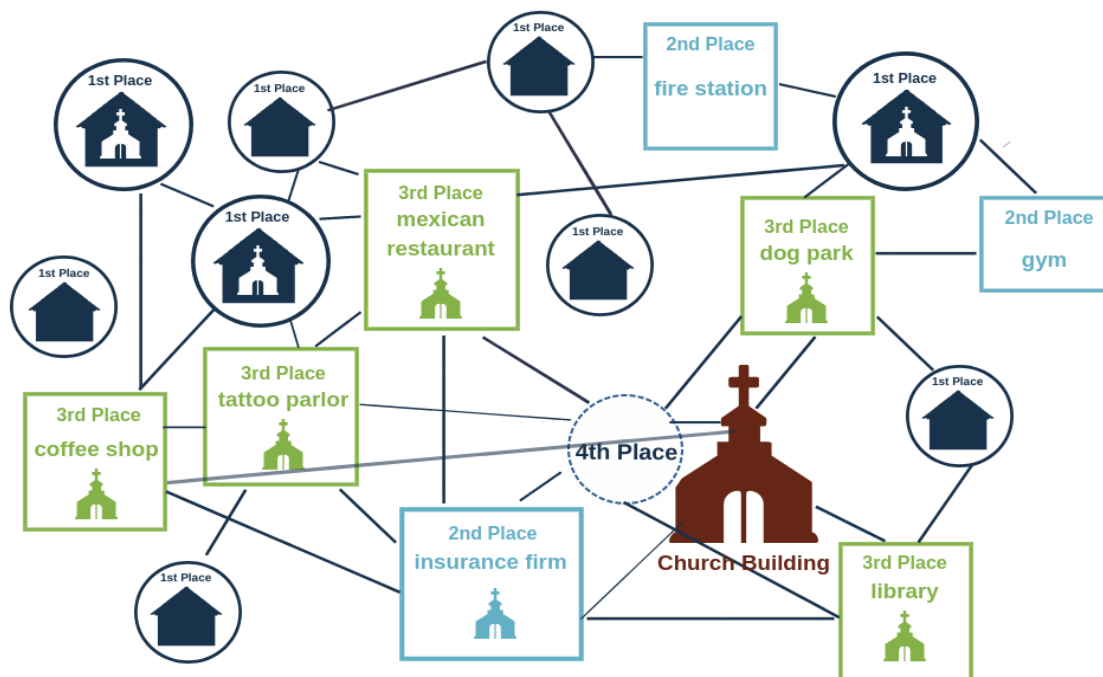 1st Place
2nd Place
fire station
1st Place
1st Place
1st Place
3rd Place
mexican
restaurant
1st Place
1st Place
3rd Place
dog park
2nd Place
gym
1st Place
3rd Place
tattoo parlor
1st Place
3rd Place
coffee shop
4th Place
2nd Place
insurance firm
Church Building
3rd Place
library
1st Place